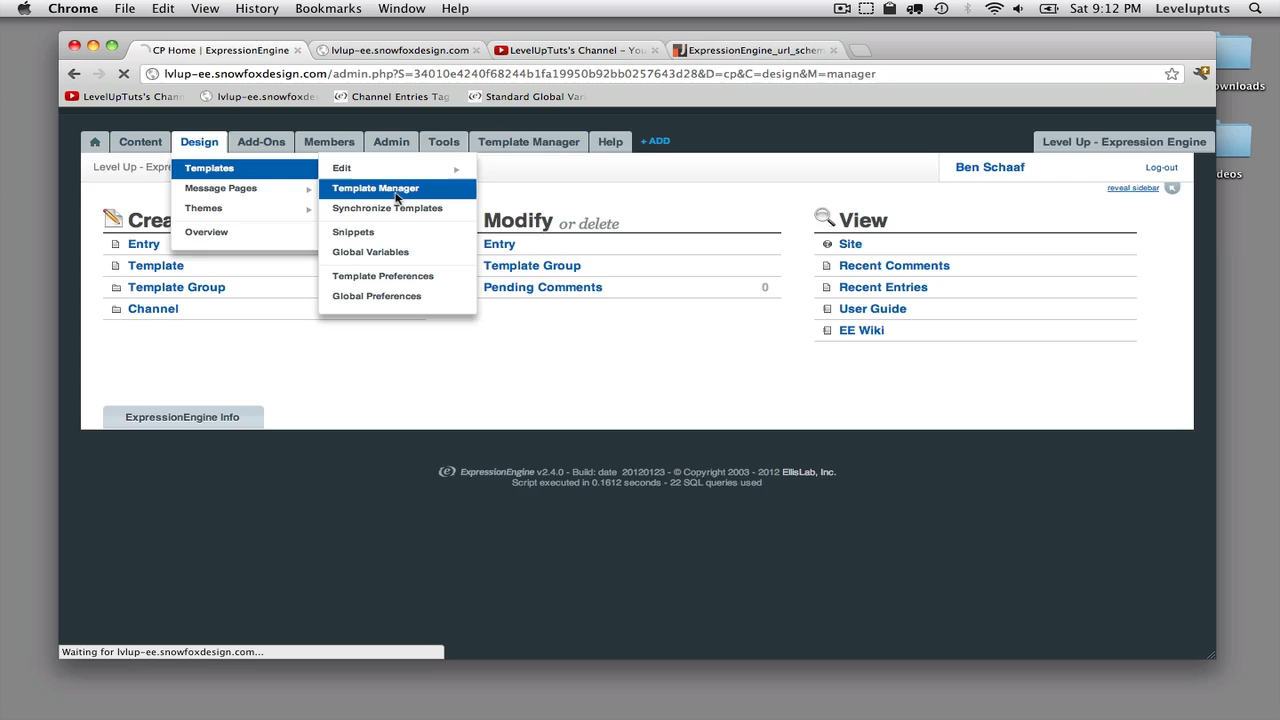 Chrome File Edit View History Bookmarks Window Help Sat 9:12 PM Leveluptuts
CP Home | ExpressionEngine lvlup-ee.snowfoxdesign.com/ LevelUpTuts's Channel - You ExpressionEngine_url_schem
lvlup-ee.snowfoxdesign.com/admin.php?S=34010e4240f68244b1fa19950b92bb0257643d28&D=cp&C=design&M=manager
LevelUpTuts's Chann lvlup-ee.snowfoxdes Channel Entries Tag Standard Global Vari
ownloads
deos
Content Design Add-Ons Members Admin Tools Template Manager Help + ADD Level Up - Expression Engine
Level Up - Expre Ben Schaaf Log-out
reveal sidebar
Templates
Message Pages
Themes
Overview
Edit
Template Manager
Synchronize Templates
Snippets
Global Variables
Template Preferences
Global Preferences
Crea
Entry
Template
Template Group
Channel
Modify or delete
Entry
Template Group
Pending Comments 0
View
Site
Recent Comments
Recent Entries
User Guide
EE Wiki
ExpressionEngine Info
ExpressionEngine v2.4.0 - Build: date 20120123 - © Copyright 2003 - 2012 EllisLab, Inc.
Script executed in 0.1612 seconds - 22 SQL queries used
Waiting for lvlup-ee.snowfoxdesign.com...